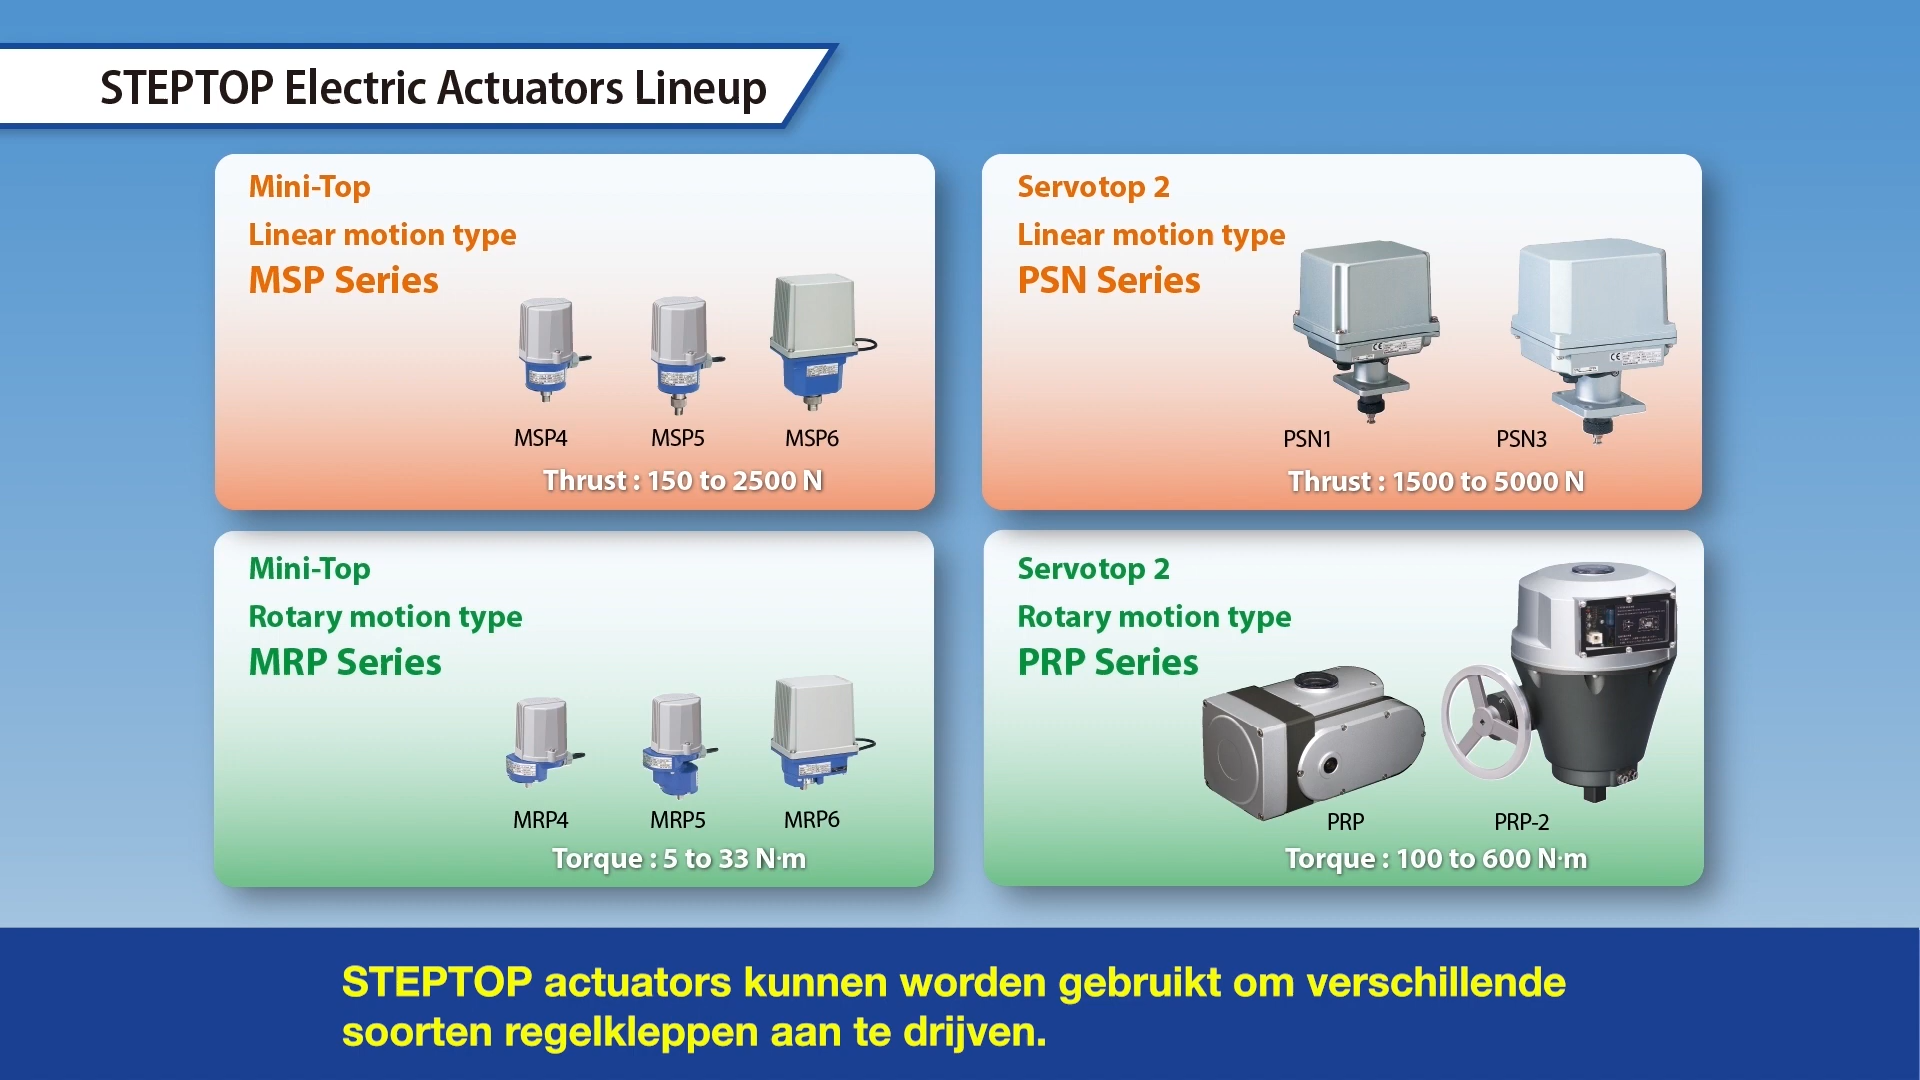 STEPTOP Electric Actuators Lineup
Mini-Top
Linear motion type
MSP Series
MSP4
MSP5
MSP6
Thrust : 150 to 2500 N
Servotop 2
Linear motion type
PSN Series
PSN1
PSN3
Thrust : 1500 to 5000 N
Mini-Top
Rotary motion type
MRP Series
MRP4
MRP5
MRP6
Torque : 5 to 33 N·m
Servotop 2
Rotary motion type
PRP Series
PRP
PRP-2
Torque : 100 to 600 N·m
STEPTOP actuators kunnen worden gebruikt om verschillende
soorten regelkleppen aan te drijven.